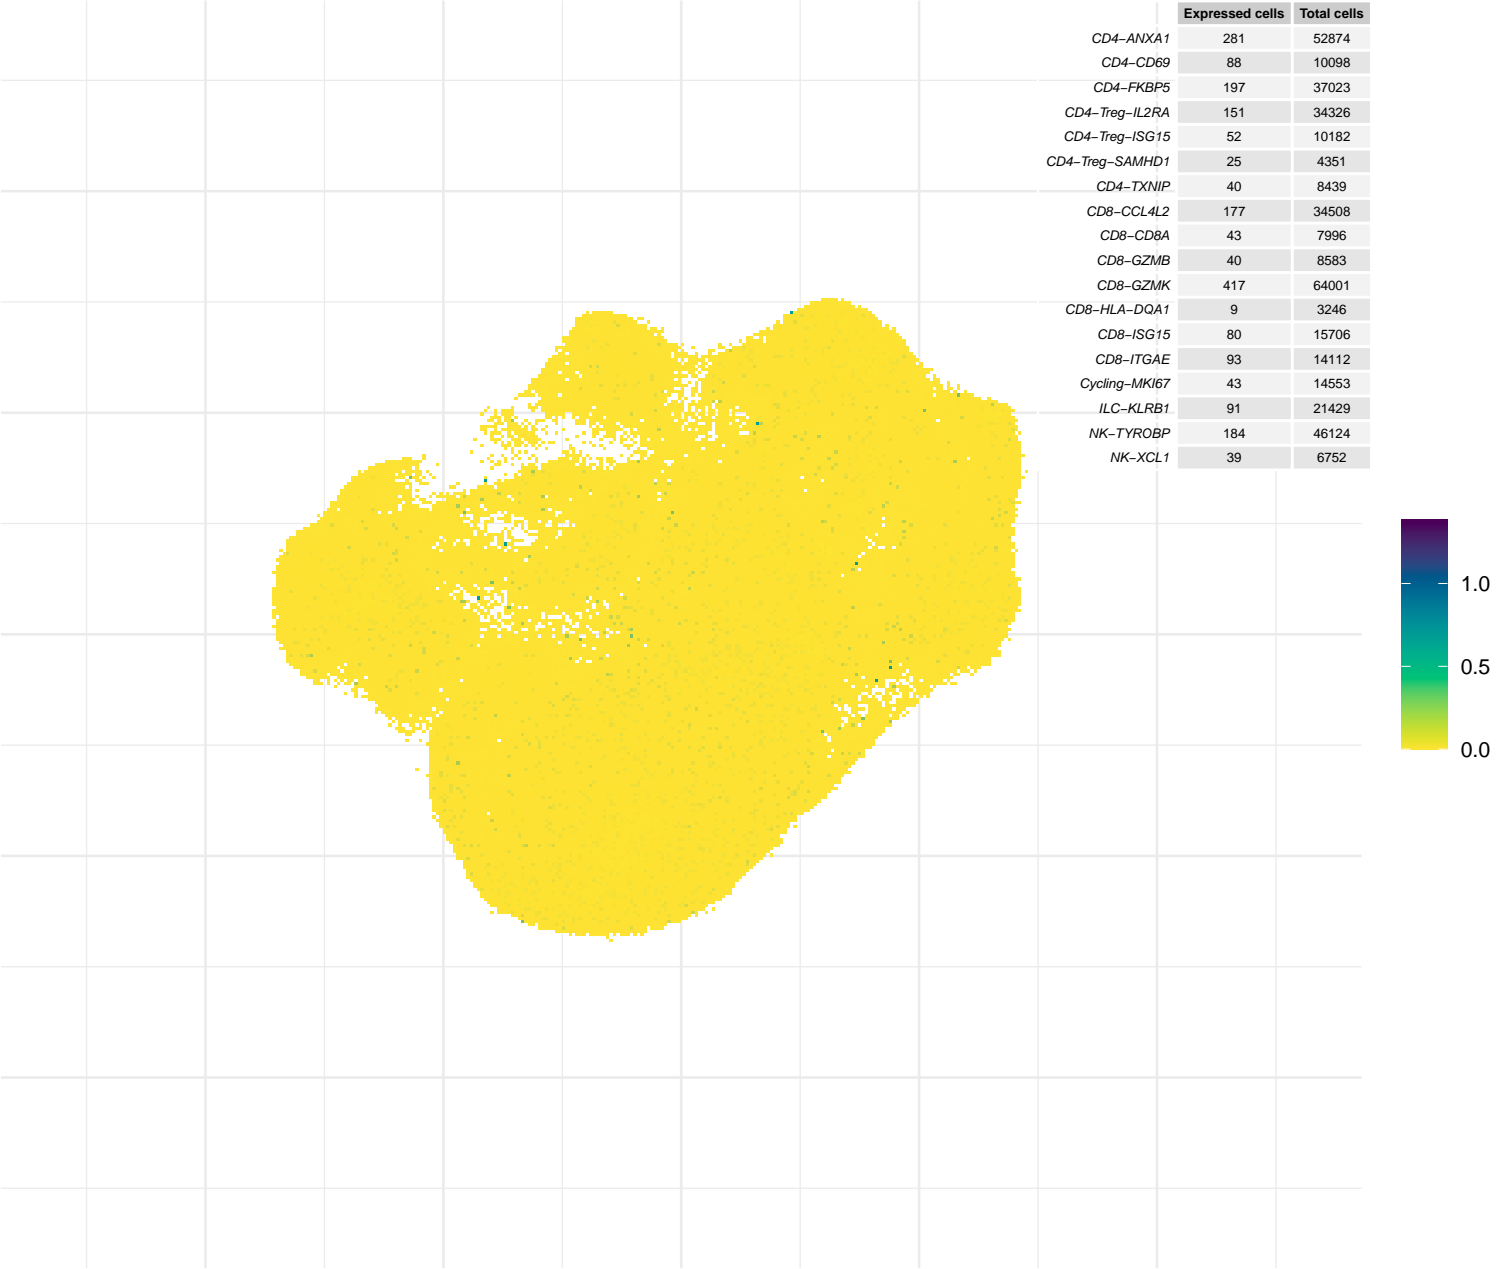 Expressed cells Total cells
CD4−ANXA1 281 52874
CD4−CD69 88 10098
CD4−FKBP5 197 37023
CD4−Treg−IL2RA 151 34326
CD4−Treg−ISG15 52 10182
CD4−Treg−SAMHD1 25 4351
CD4−TXNIP 40 8439
CD8−CCL4L2 177 34508
CD8−CD8A 43 7996
CD8−GZMB 40 8583
CD8−GZMK 417 64001
CD8−HLA−DQA1 9 3246
CD8−ISG15 80 15706
CD8−ITGAE 93 14112
Cycling−MKI67 43 14553
ILC−KLRB1 91 21429
NK−TYROBP 184 46124
NK−XCL1 39 6752
1.0
0.5
0.0